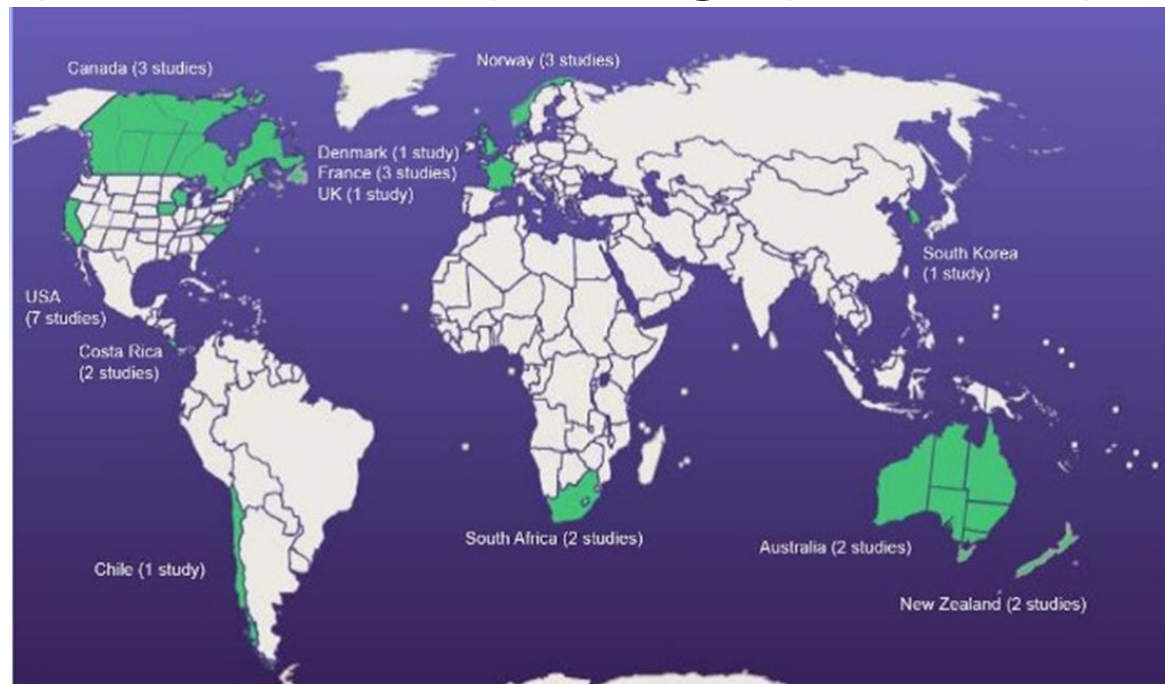 Canada (3 studies)
Norway (3 studies)
Denmark (1 study)
France (3 studies)
UK (1 study)
South Korea
(1 study)
USA
(7 studies)
Costa Rica
(2 studies)
South Africa (2 studies)
Australia (2 studies)
Chile (1 study)
New Zealand (2 studies)